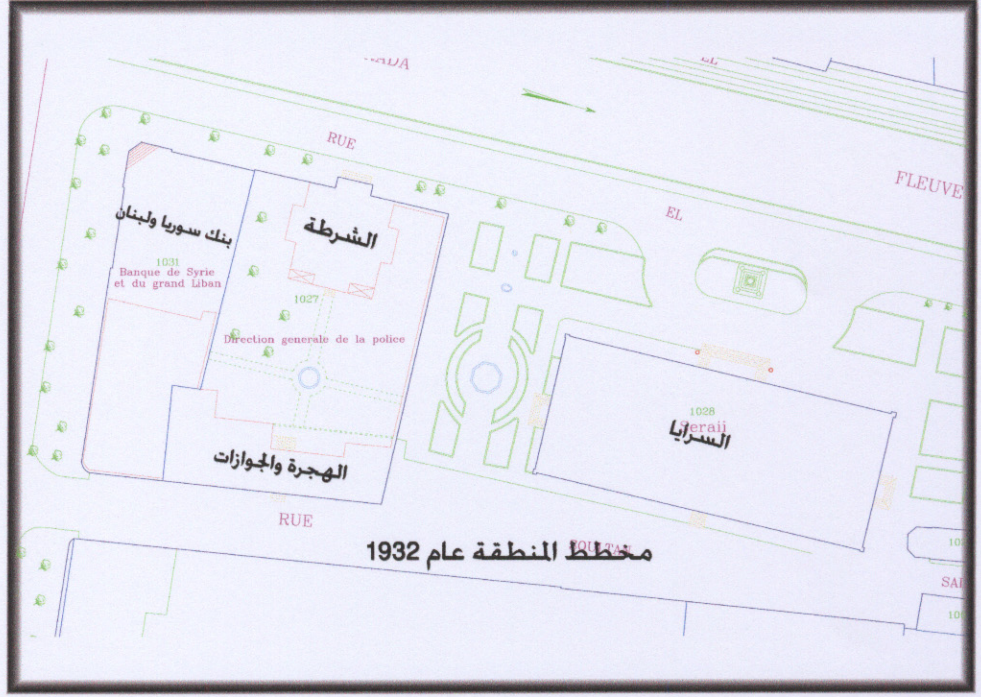 RUE
EL
FLEUVE
EL
بنك سوريا ولبنان
الشرطة
1031
Banque de Syrie
et du grand Liban
1027
Direction generale de la police
1028
Seraii
السرايا
الهجرة والجوازات
RUE
SOULTAN
مخطط المنطقة عام 1932